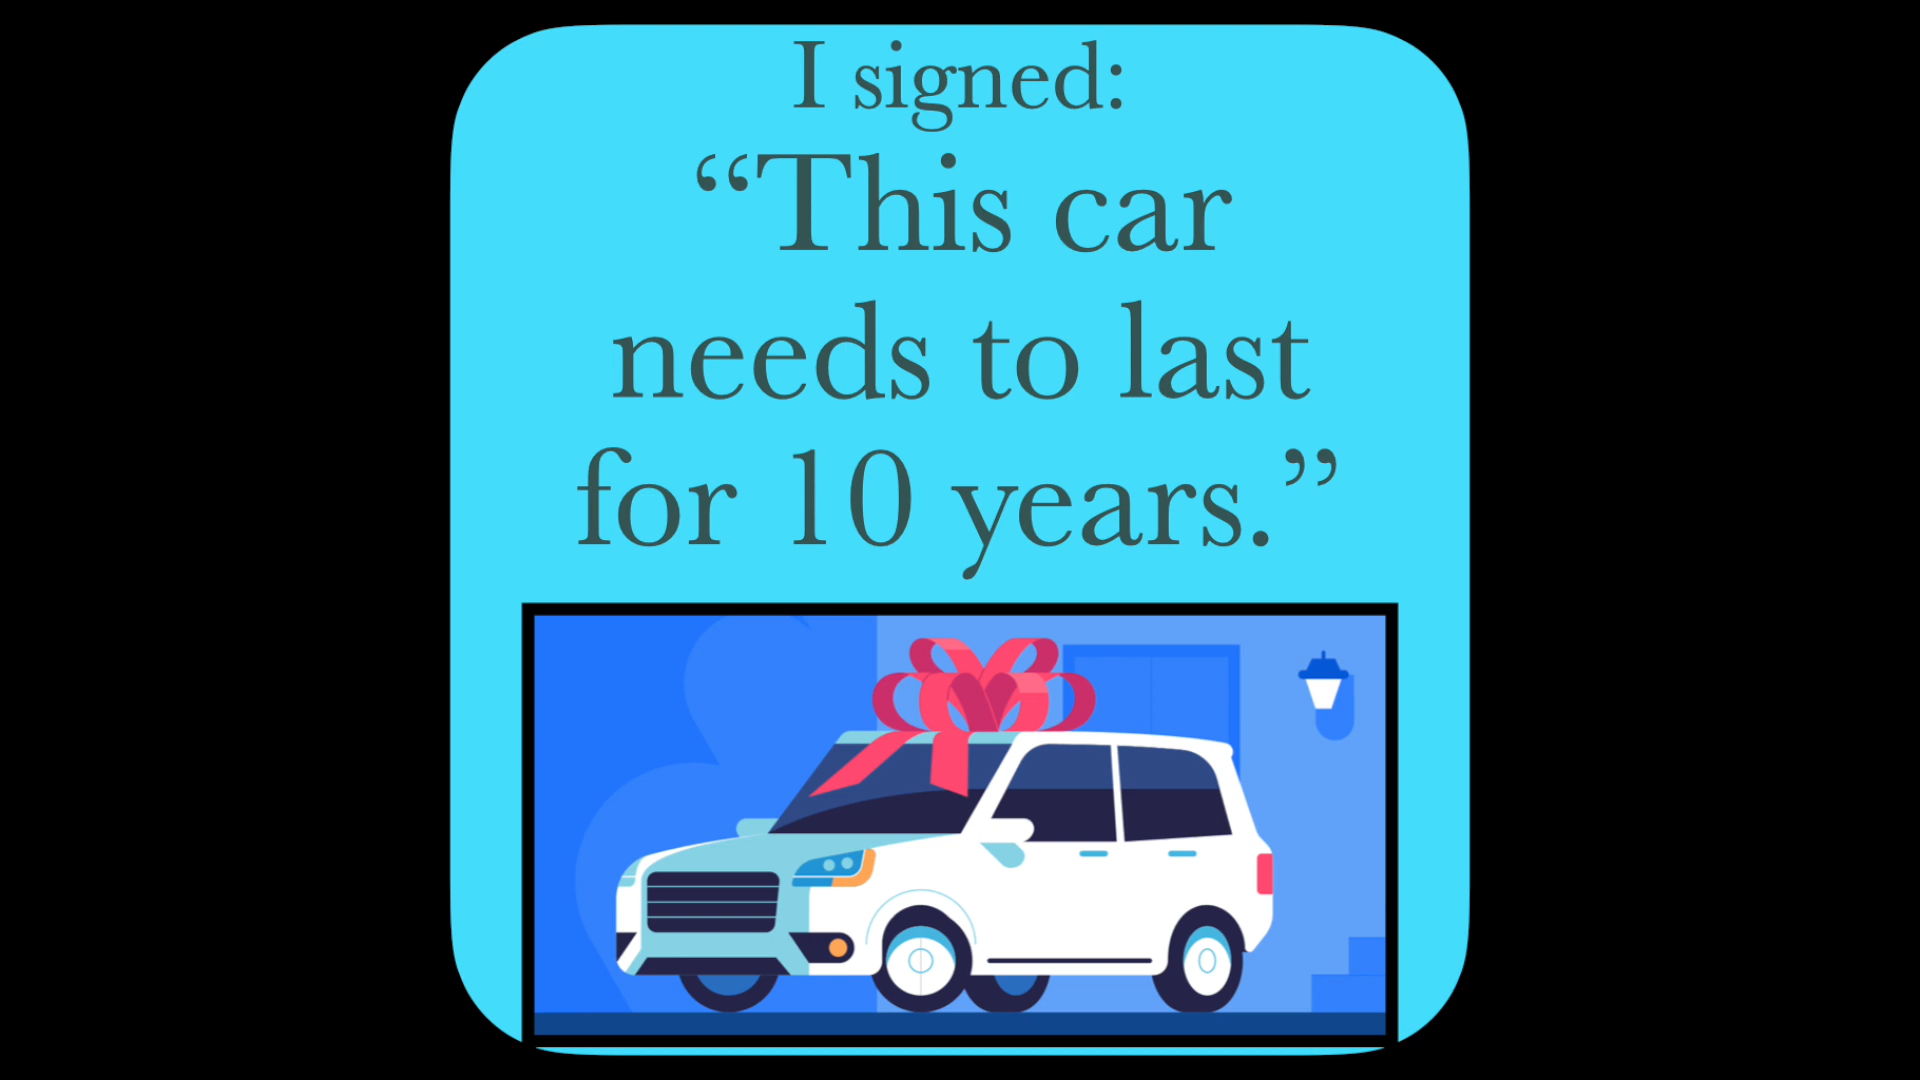 I signed:
“This car
needs to last
for 10 years.”